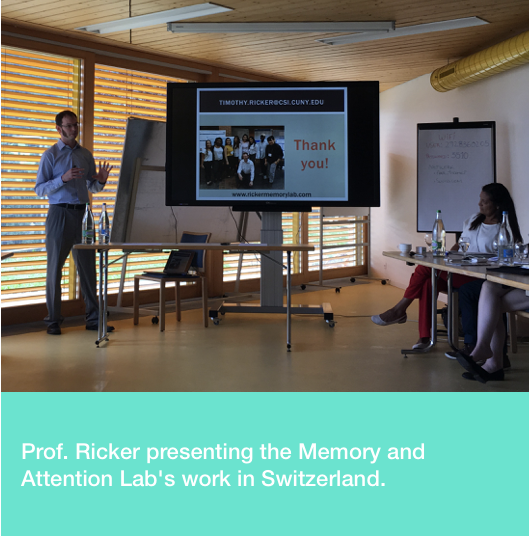 TIMOTHY.RICKER@CSI.CUNY.EDU
Thank
you!
www.rickermemorylab.com
Prof. Ricker presenting the Memory and
Attention Lab's work in Switzerland.